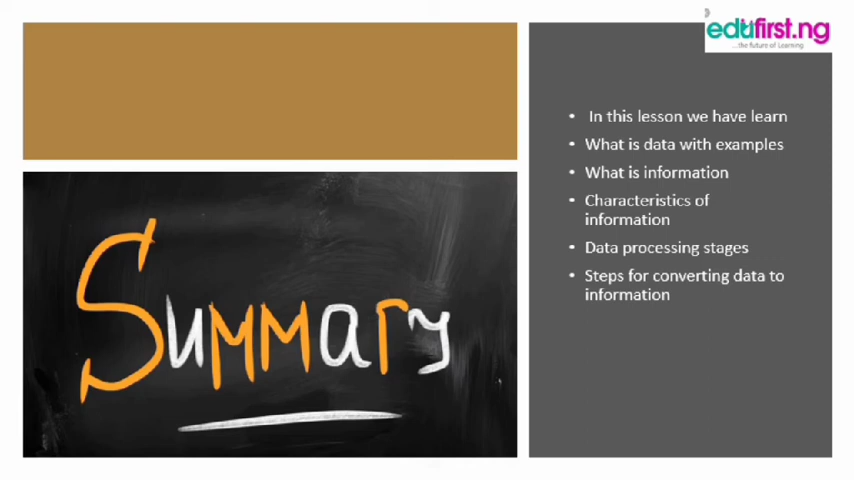 edufirst.ng
...the future of Learning
• In this lesson we have learn
• What is data with examples
• What is information
• Characteristics of
information
• Data processing stages
• Steps for converting data to
information
Summary